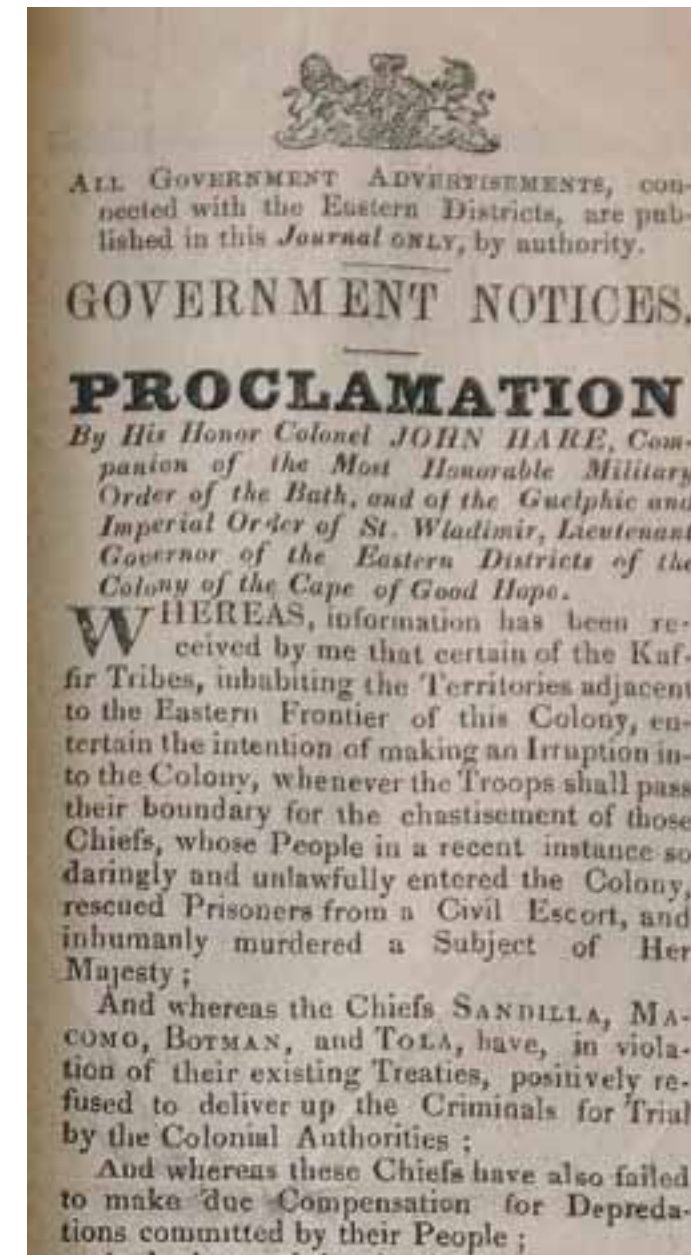 ALL GOVERNMENT ADVERTISEMENTS, con-
nected with the Eastern Districts, are pub-
lished in this Journal ONLY, by authority.
GOVERNMENT NOTICES.
PROCLAMATION
By His Honor Colonel JOHN HARE, Com-
panion of the Most Honorable Military
Order of the Bath, and of the Guelphic and
Imperial Order of St. Wladimir, Lieutenant
Governor of the Eastern Districts of the
Colony of the Cape of Good Hope.
WHEREAS, information has been re-
ceived by me that certain of the Kaf-
fir Tribes, inhabiting the Territories adjacent
to the Eastern Frontier of this Colony, en-
tertain the intention of making an Irruption in-
to the Colony, whenever the Troops shall pass
their boundary for the chastisement of those
Chiefs, whose People in a recent instance so
daringly and unlawfully entered the Colony,
rescued Prisoners from a Civil Escort, and
inhumanly murdered a Subject of Her
Majesty ;
And whereas the Chiefs SANDILLA, MA-
COMO, BOTMAN, and TOLA, have, in viola-
tion of their existing Treaties, positively re-
fused to deliver up the Criminals for Trial
by the Colonial Authorities ;
And whereas these Chiefs have also failed
to make due Compensation for Depreda-
tions committed by their People ;